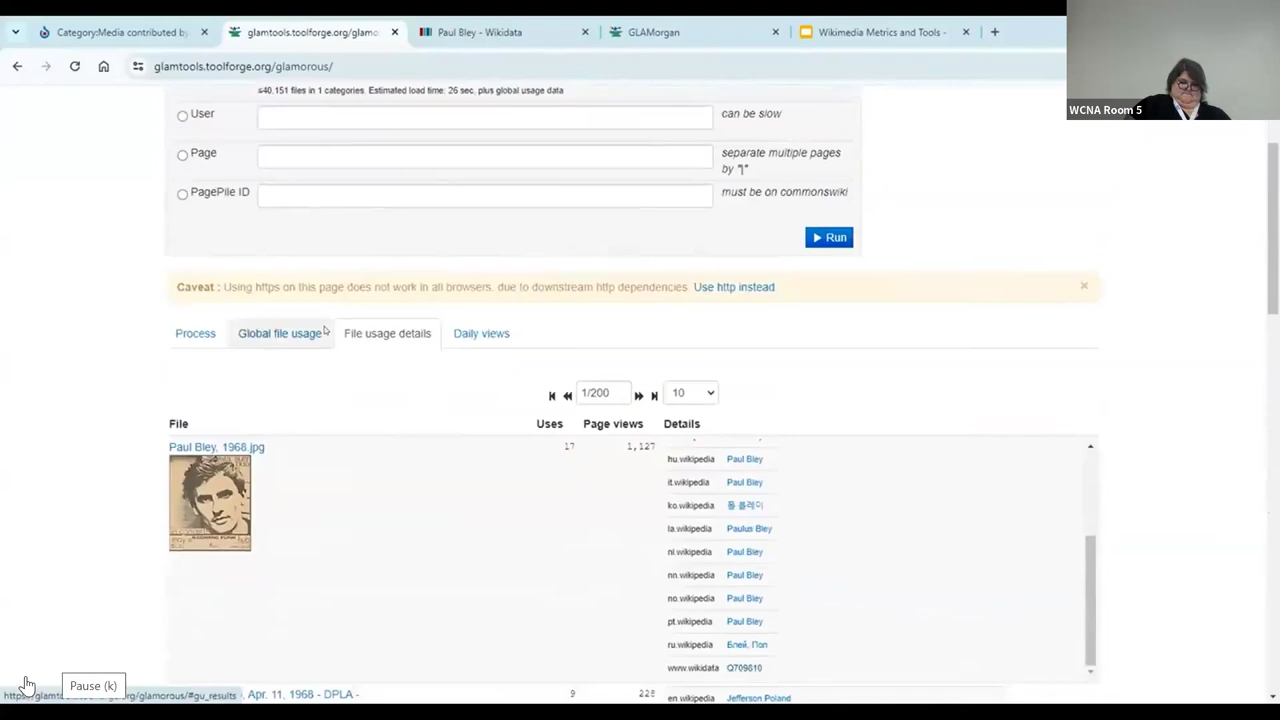 Category:Media contributed by
glamtools.toolforge.org/glamo
Paul Bley - Wikidata
GLAMorgan
Wikimedia Metrics and Tools -
glamtools.toolforge.org/glamorous/
WCNA Room 5
≤40,151 files in 1 categories. Estimated load time: 26 sec, plus global usage data
User
can be slow
Page
separate multiple pages
by "|"
PagePile ID
must be on commonswiki
Run
Caveat : Using https on this page does not work in all browsers, due to downstream http dependencies. Use http instead
Process
Global file usage
File usage details
Daily views
1/200
10
File Uses Page views Details
Paul Bley, 1968.jpg 17 1,127
hu.wikipedia Paul Bley
it.wikipedia Paul Bley
ko.wikipedia 폴 블레이
la.wikipedia Paulus Bley
nl.wikipedia Paul Bley
nn.wikipedia Paul Bley
no.wikipedia Paul Bley
pt.wikipedia Paul Bley
ru.wikipedia Блей, Пол
www.wikidata Q709810
Pause (k)
Apr. 11, 1968 - DPLA - 9 228 en.wikipedia Jefferson Poland